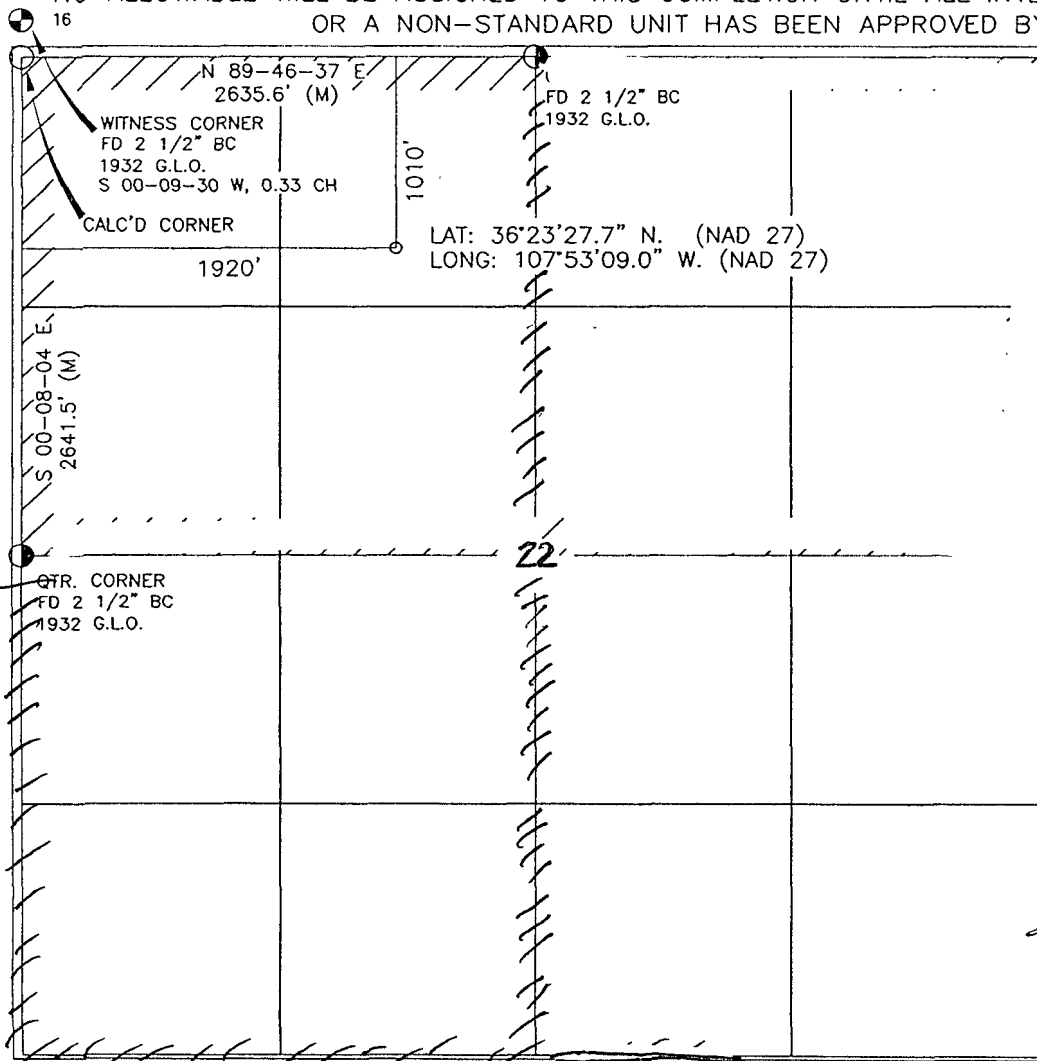 16
OR A NON-STANDARD UNIT HAS BEEN APPROVED BY
N 89-46-37 E
2635.6' (M)
FD 2 1/2" BC
1932 G.L.O.
WITNESS CORNER
FD 2 1/2" BC
1932 G.L.O.
S 00-09-30 W, 0.33 CH
CALC'D CORNER
1010'
1920'
LAT: 36°23'27.7" N. (NAD 27)
LONG: 107°53'09.0" W. (NAD 27)
S 00-08-04 E
2641.5' (M)
22
QTR. CORNER
FD 2 1/2" BC
1932 G.L.O.